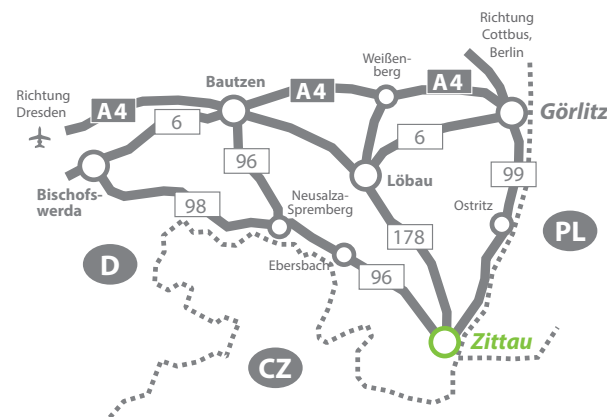 Richtung
Cottbus,
Berlin
Weißen-
berg
Bautzen
A4
A4
Richtung
Dresden
A4
Görlitz
6
6
96
99
Bischofs-
werda
Löbau
98
Neusalza-
Spremberg
Ostritz
178
PL
D
Ebersbach
96
Zittau
CZ